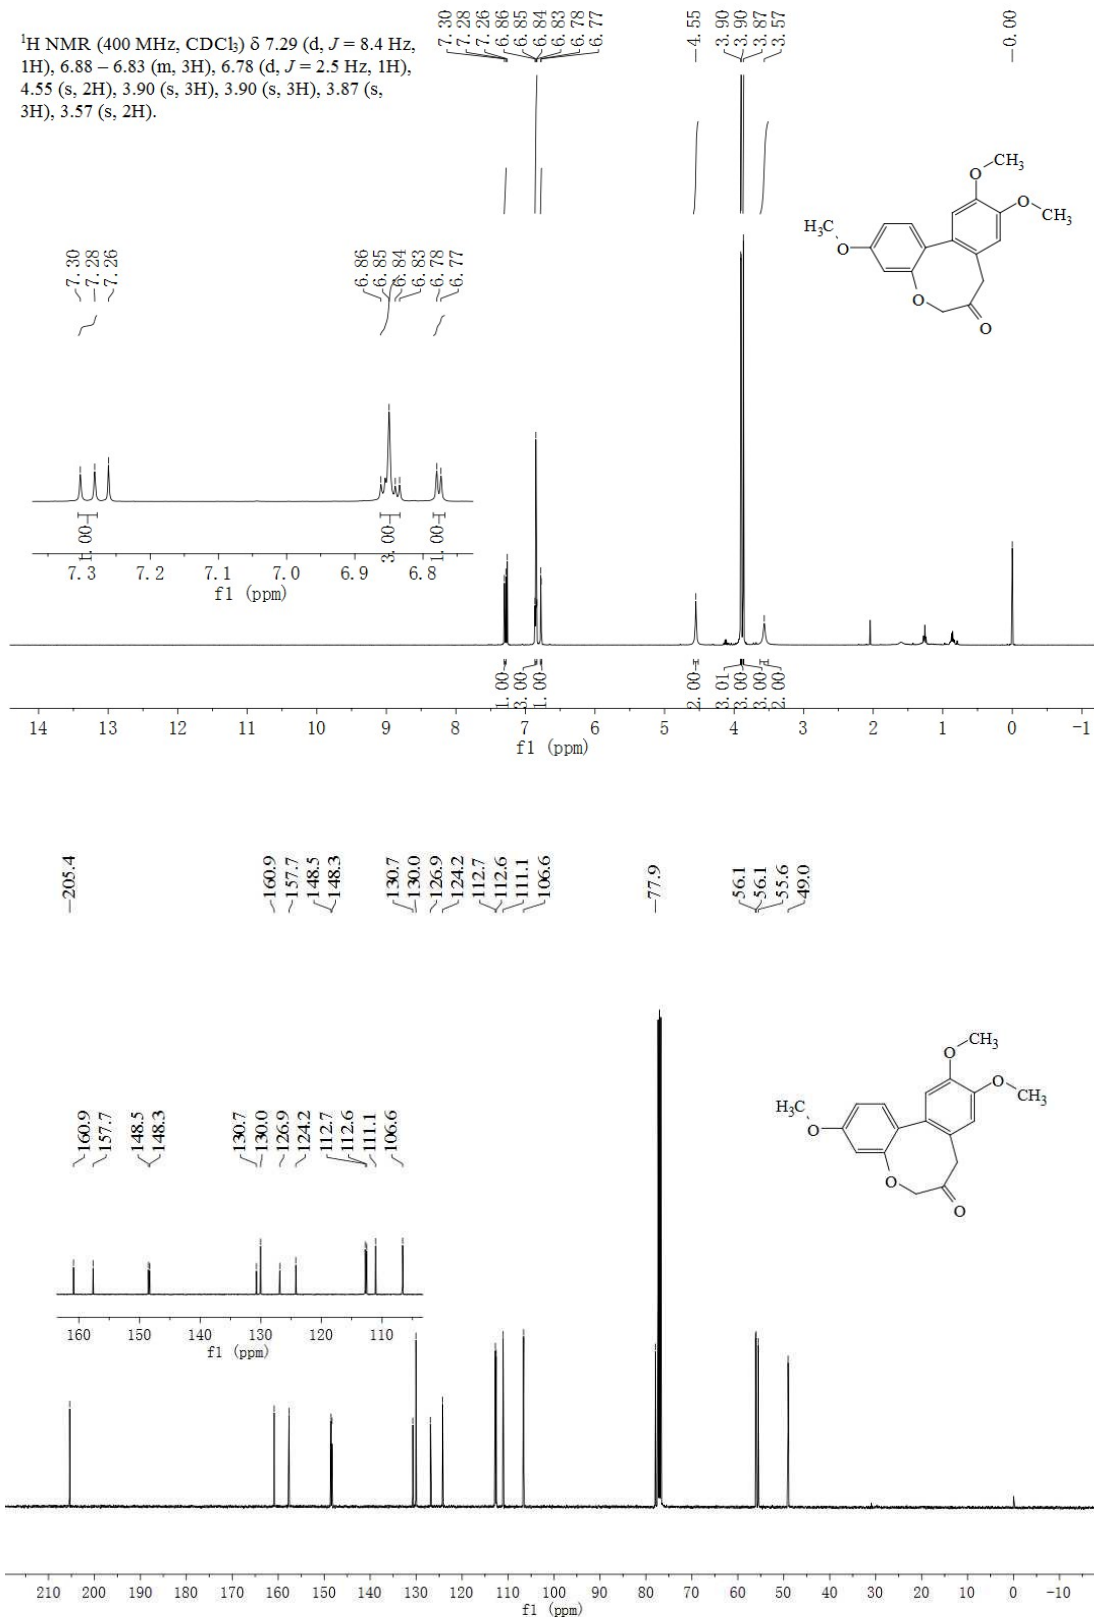 ¹H NMR (400 MHz, CDCl₃) δ 7.29 (d, J = 8.4 Hz,
1H), 6.88 – 6.83 (m, 3H), 6.78 (d, J = 2.5 Hz, 1H),
4.55 (s, 2H), 3.90 (s, 3H), 3.90 (s, 3H), 3.87 (s,
3H), 3.57 (s, 2H).
7.30
7.28
7.26
6.86
6.85
6.84
6.83
6.78
6.77
4.55
3.90
3.90
3.87
3.57
0.00
CH₃
O
O
CH₃
H₃C
O
O
O
7.30
7.28
7.26
6.86
6.85
6.84
6.83
6.78
6.77
1.00
3.00
1.00
7.3 7.2 7.1 7.0 6.9 6.8
f1 (ppm)
1.00
3.00
1.00
2.00
3.01
3.00
3.00
2.00
14 13 12 11 10 9 8 7 6 5 4 3 2 1 0 -1
f1 (ppm)
205.4
160.9
157.7
148.5
148.3
130.7
130.0
126.9
124.2
112.7
112.6
111.1
106.6
77.9
56.1
56.1
55.6
49.0
CH₃
O
O
CH₃
H₃C
O
O
O
160.9
157.7
148.5
148.3
130.7
130.0
126.9
124.2
112.7
112.6
111.1
106.6
160 150 140 130 120 110
f1 (ppm)
210 200 190 180 170 160 150 140 130 120 110 100 90 80 70 60 50 40 30 20 10 0 -10
f1 (ppm)